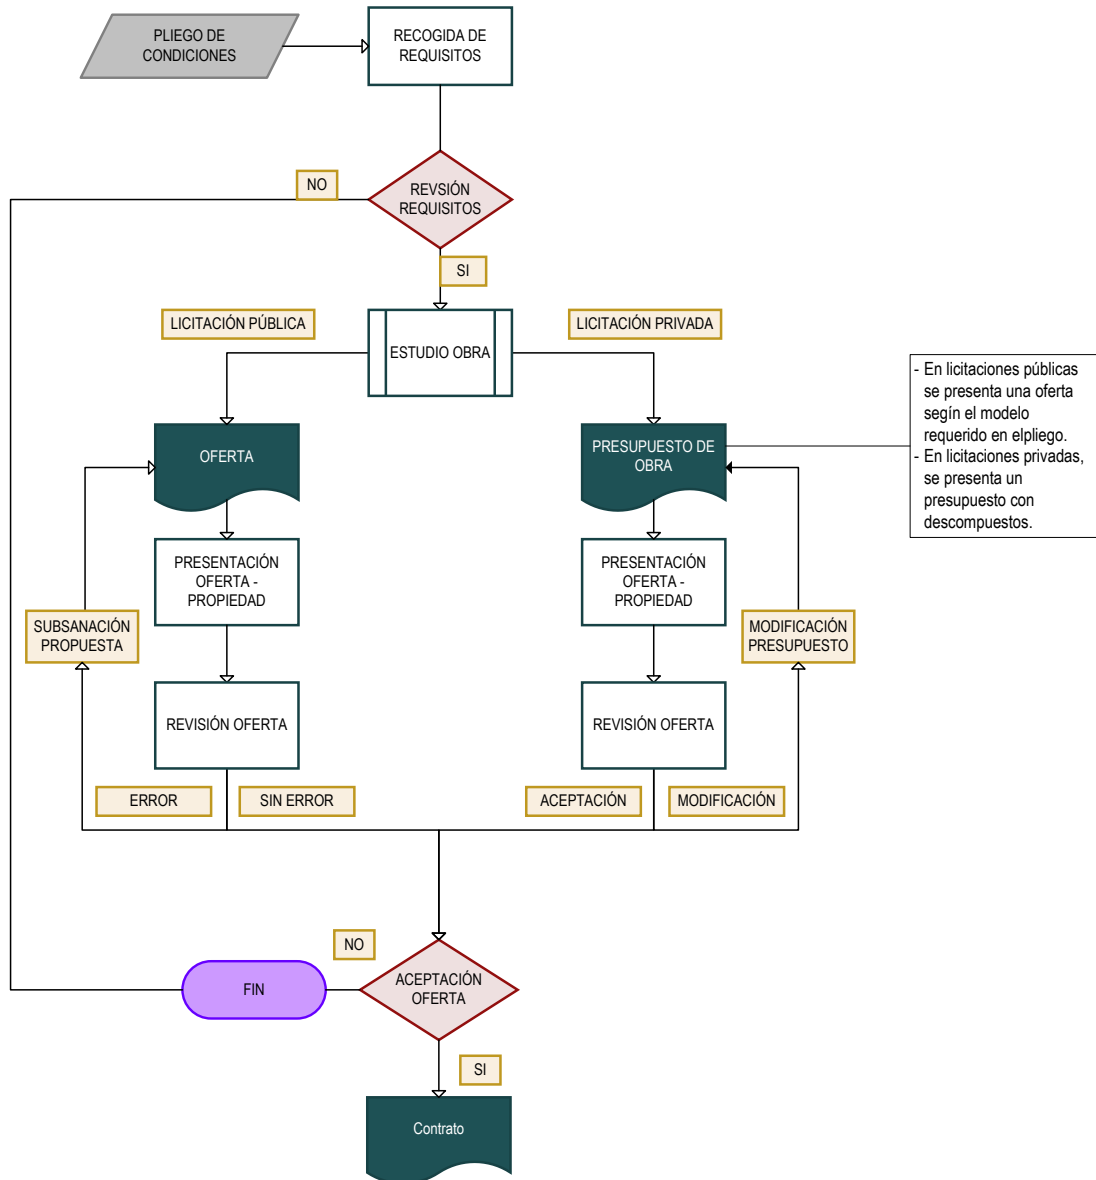 PLIEGO DE
CONDICIONES
RECOGIDA DE
REQUISITOS
NO
REVSIÓN
REQUISITOS
SI
LICITACIÓN PÚBLICA
LICITACIÓN PRIVADA
ESTUDIO OBRA
- En licitaciones públicas
se presenta una oferta
segín el modelo
requerido en elpliego.
- En licitaciones privadas,
se presenta un
presupuesto con
descompuestos.
OFERTA
PRESUPUESTO DE
OBRA
PRESENTACIÓN
OFERTA -
PROPIEDAD
PRESENTACIÓN
OFERTA -
PROPIEDAD
SUBSANACIÓN
PROPUESTA
MODIFICACIÓN
PRESUPUESTO
REVISIÓN OFERTA
REVISIÓN OFERTA
ERROR
SIN ERROR
ACEPTACIÓN
MODIFICACIÓN
NO
FIN
ACEPTACIÓN
OFERTA
SI
Contrato